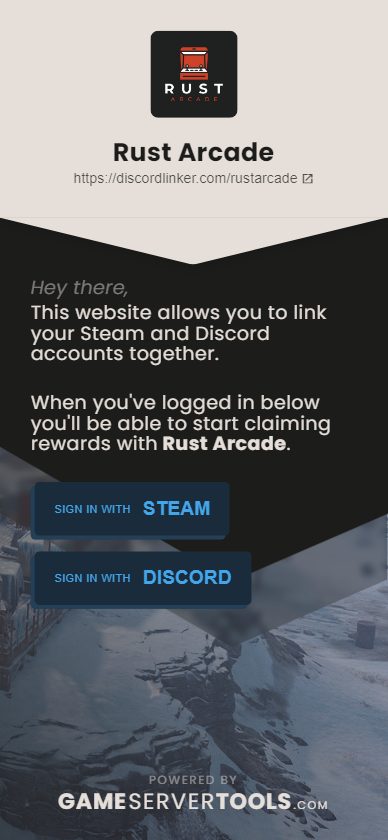 RUST
ARCADE
Rust Arcade
https://discordlinker.com/rustarcade
Hey there,
This website allows you to link
your Steam and Discord
accounts together.
When you've logged in below
you'll be able to start claiming
rewards with Rust Arcade.
SIGN IN WITH STEAM
SIGN IN WITH DISCORD
POWERED BY
GAMESERVERTOOLS.COM